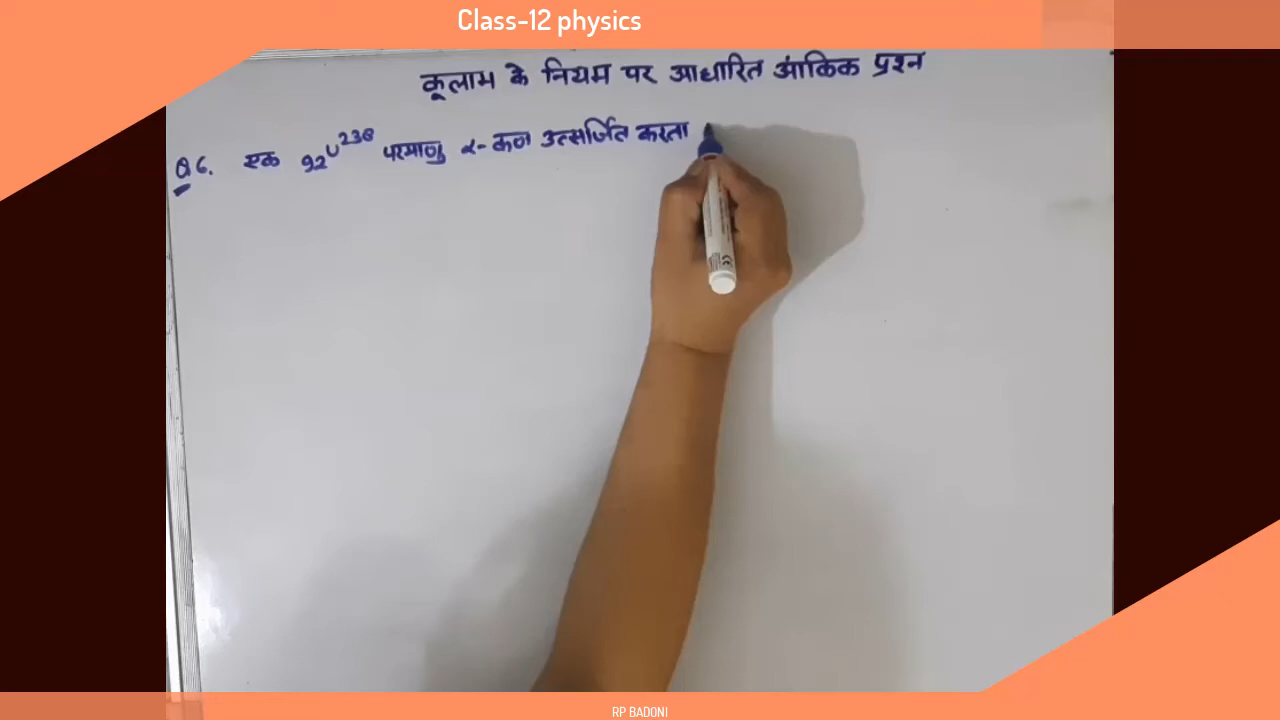 Class-12 physics
कूलाम के नियम पर आधारित आंकिक प्रश्न
Q6. एक 92U238 परमाणु α-कण उत्सर्जित करता
RP BADONI